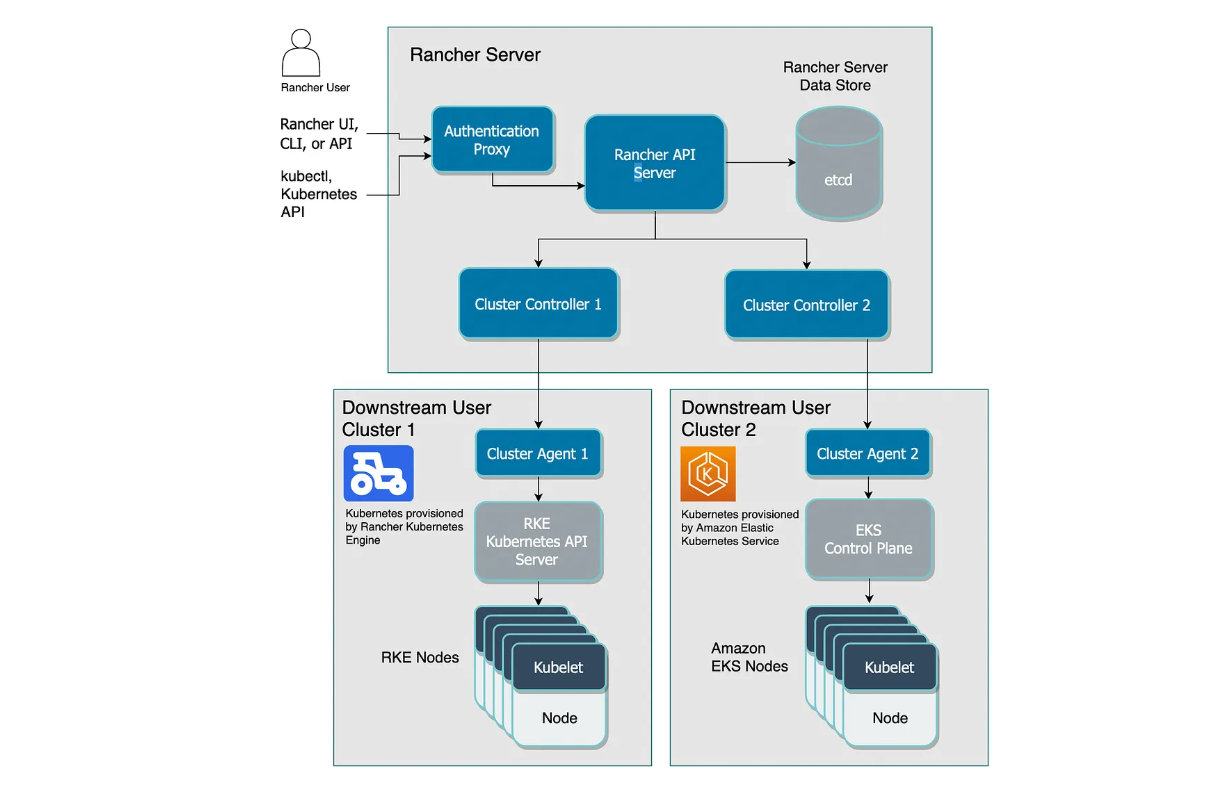 Rancher Server
Rancher User
Rancher UI,
CLI, or API
kubectl,
Kubernetes
API
Authentication
Proxy
Rancher API
Server
Rancher Server
Data Store
etcd
Cluster Controller 1
Cluster Controller 2
Downstream User
Cluster 1
Kubernetes provisioned
by Rancher Kubernetes
Engine
Cluster Agent 1
RKE
Kubernetes API
Server
RKE Nodes
Kubelet
Node
Downstream User
Cluster 2
K
Kubernetes provisioned
by Amazon Elastic
Kubernetes Service
Cluster Agent 2
EKS
Control Plane
Amazon
EKS Nodes
Kubelet
Node